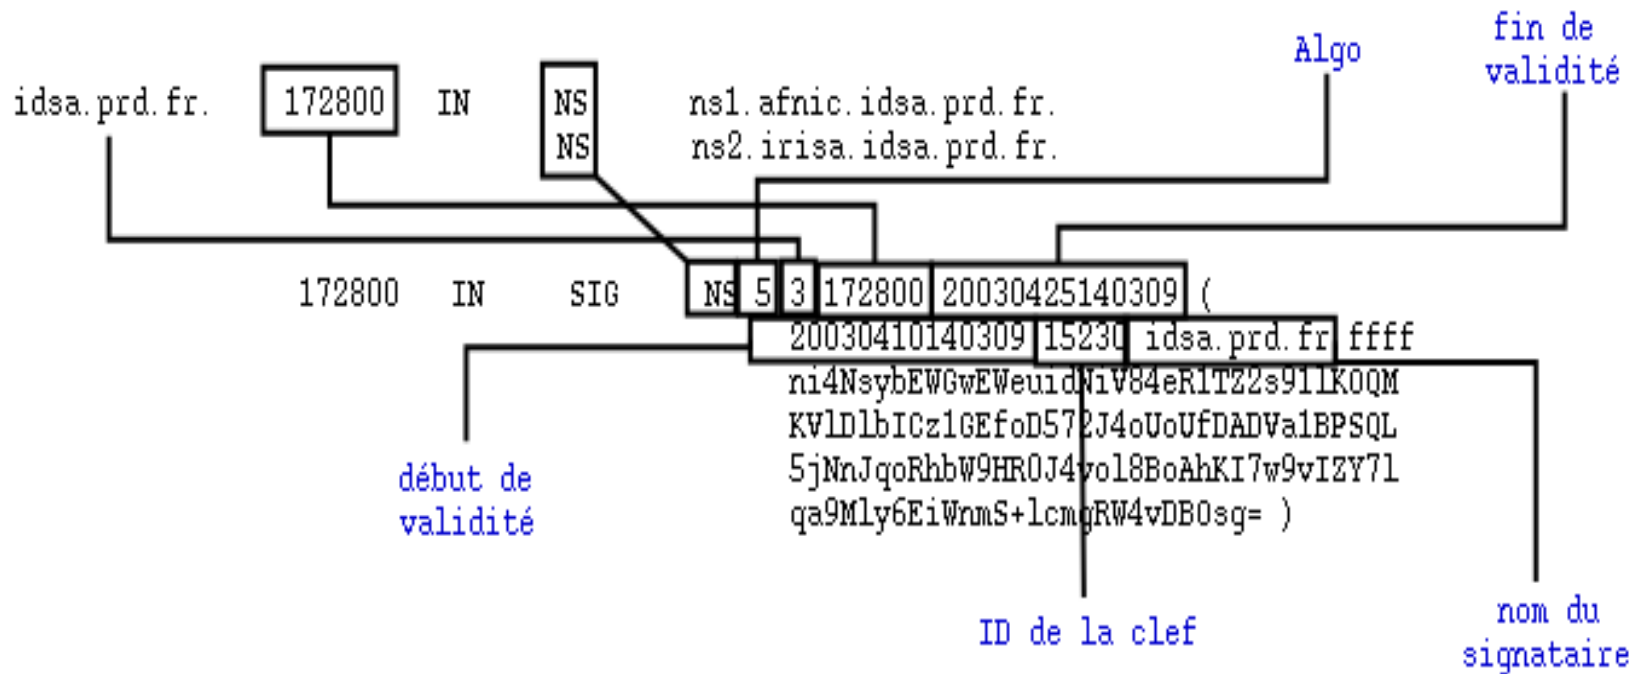 fin de
Algo
validité
idsa.prd.fr. 172800 IN NS ns1.afnic.idsa.prd.fr.
NS ns2.irisa.idsa.prd.fr.
172800 IN SIG NS 5 3 172800 20030425140309 (
20030410140309 15230 idsa.prd.fr ffff
ni4NsybEWGwEWeuidNiV84eR1TZ2s91lK0QM
KVlDlbICz1GEfoD572J4oUoUfDADVa1BPSQL
5jNnJqoRhbW9HR0J4vol8BoAhKI7w9vIZY7l
qa9Mly6EiWnmS+lcmgRW4vDB0sg= )
début de
validité
ID de la clef
nom du
signataire